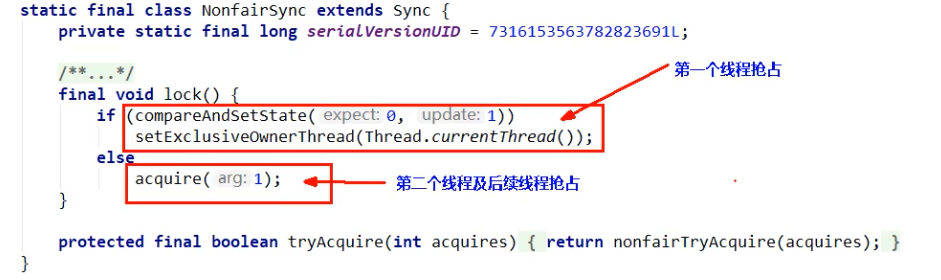 static final class NonfairSync extends Sync {
private static final long serialVersionUID = 7316153563782823691L;
/**...*/
第一个线程抢占
final void lock() {
if (compareAndSetState( expect: 0, update: 1))
setExclusiveOwnerThread(Thread.currentThread());
else
acquire( arg: 1);
第二个线程及后续线程抢占
}
protected final boolean tryAcquire(int acquires) { return nonfairTryAcquire(acquires); }
}